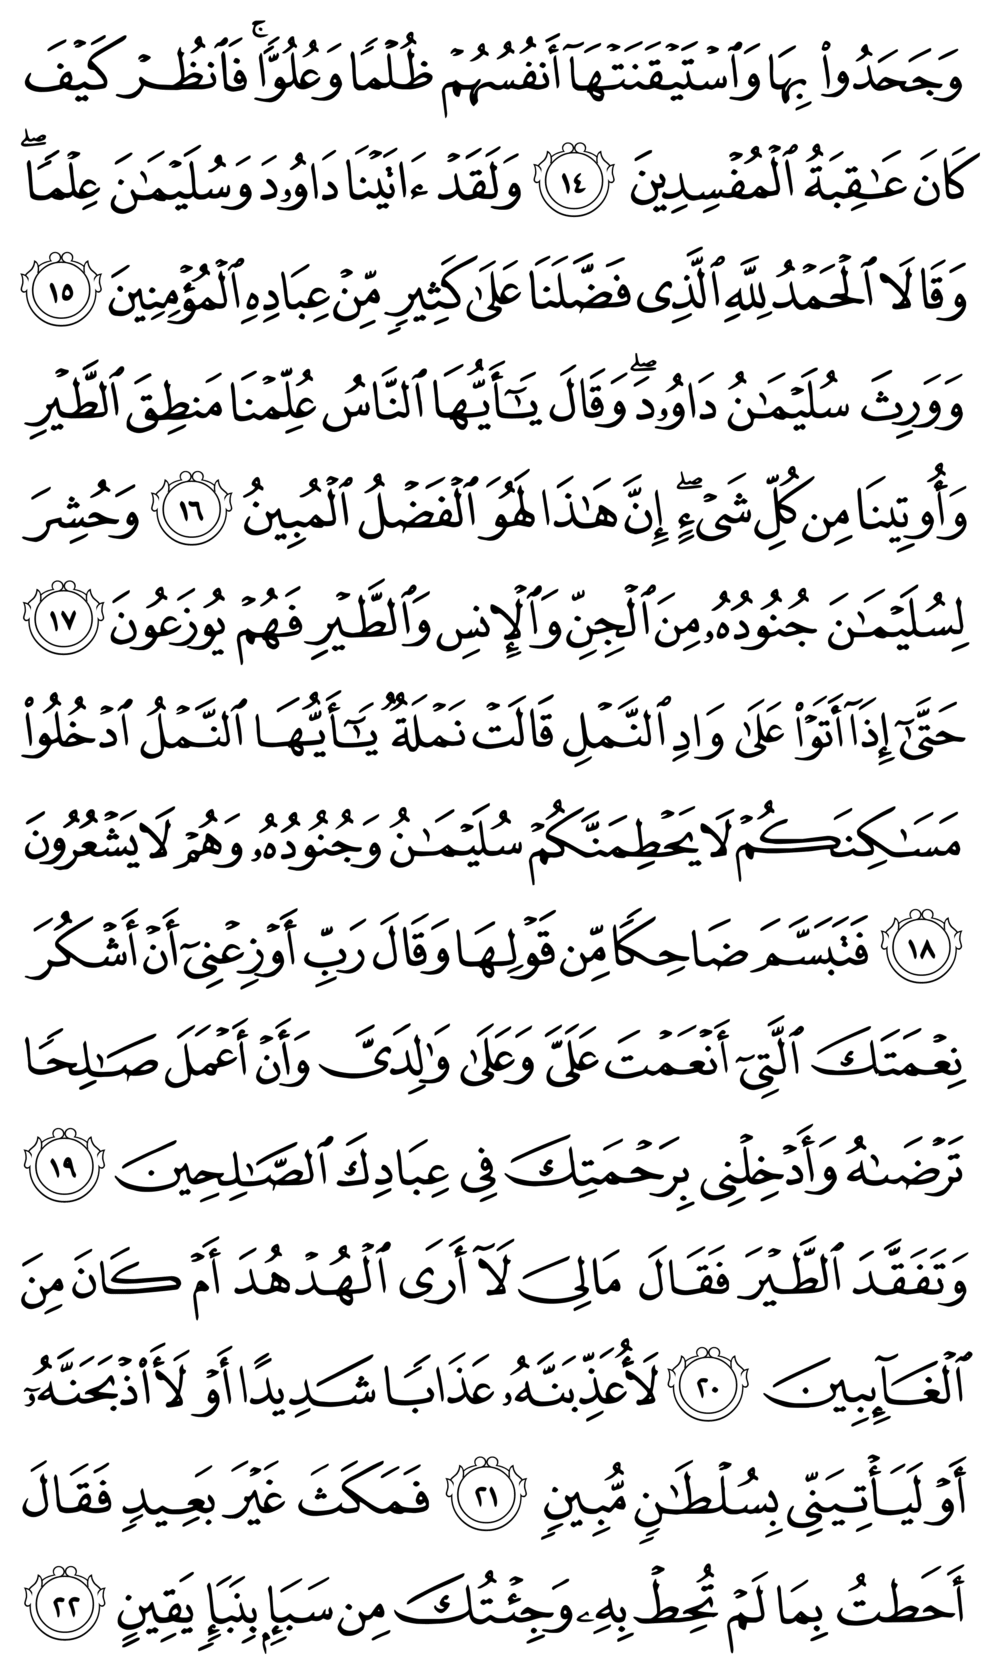 وَجَحَدُوا۟ بِهَا وَٱسْتَيْقَنَتْهَآ أَنفُسُهُمْ ظُلْمًا وَعُلُوًّا ۚ فَٱنظُرْ كَيْفَ
كَانَ عَـٰقِبَةُ ٱلْمُفْسِدِينَ ١٤ وَلَقَدْ ءَاتَيْنَا دَاوُۥدَ وَسُلَيْمَـٰنَ عِلْمًا ۖ
وَقَالَا ٱلْحَمْدُ لِلَّهِ ٱلَّذِى فَضَّلَنَا عَلَىٰ كَثِيرٍ مِّنْ عِبَادِهِ ٱلْمُؤْمِنِينَ ١٥
وَوَرِثَ سُلَيْمَـٰنُ دَاوُۥدَ ۖ وَقَالَ يَـٰٓأَيُّهَا ٱلنَّاسُ عُلِّمْنَا مَنطِقَ ٱلطَّيْرِ
وَأُوتِينَا مِن كُلِّ شَىْءٍ ۖ إِنَّ هَـٰذَا لَهُوَ ٱلْفَضْلُ ٱلْمُبِينُ ١٦ وَحُشِرَ
لِسُلَيْمَـٰنَ جُنُودُهُۥ مِنَ ٱلْجِنِّ وَٱلْإِنسِ وَٱلطَّيْرِ فَهُمْ يُوزَعُونَ ١٧
حَتَّىٰٓ إِذَآ أَتَوْا۟ عَلَىٰ وَادِ ٱلنَّمْلِ قَالَتْ نَمْلَةٌ يَـٰٓأَيُّهَا ٱلنَّمْلُ ٱدْخُلُوا۟
مَسَـٰكِنَكُمْ لَا يَحْطِمَنَّكُمْ سُلَيْمَـٰنُ وَجُنُودُهُۥ وَهُمْ لَا يَشْعُرُونَ
١٨ فَتَبَسَّمَ ضَاحِكًا مِّن قَوْلِهَا وَقَالَ رَبِّ أَوْزِعْنِىٓ أَنْ أَشْكُرَ
نِعْمَتَكَ ٱلَّتِىٓ أَنْعَمْتَ عَلَىَّ وَعَلَىٰ وَٰلِدَىَّ وَأَنْ أَعْمَلَ صَـٰلِحًا
تَرْضَىٰهُ وَأَدْخِلْنِى بِرَحْمَتِكَ فِى عِبَادِكَ ٱلصَّـٰلِحِينَ ١٩
وَتَفَقَّدَ ٱلطَّيْرَ فَقَالَ مَالِىَ لَآ أَرَى ٱلْهُدْهُدَ أَمْ كَانَ مِنَ
ٱلْغَآئِبِينَ ٢٠ لَأُعَذِّبَنَّهُۥ عَذَابًا شَدِيدًا أَوْ لَأَا۟ذْبَحَنَّهُۥٓ
أَوْ لَيَأْتِيَنِّى بِسُلْطَـٰنٍ مُّبِينٍ ٢١ فَمَكَثَ غَيْرَ بَعِيدٍ فَقَالَ
أَحَطتُ بِمَا لَمْ تُحِطْ بِهِۦ وَجِئْتُكَ مِن سَبَإٍۭ بِنَبَإٍ يَقِينٍ ٢٢